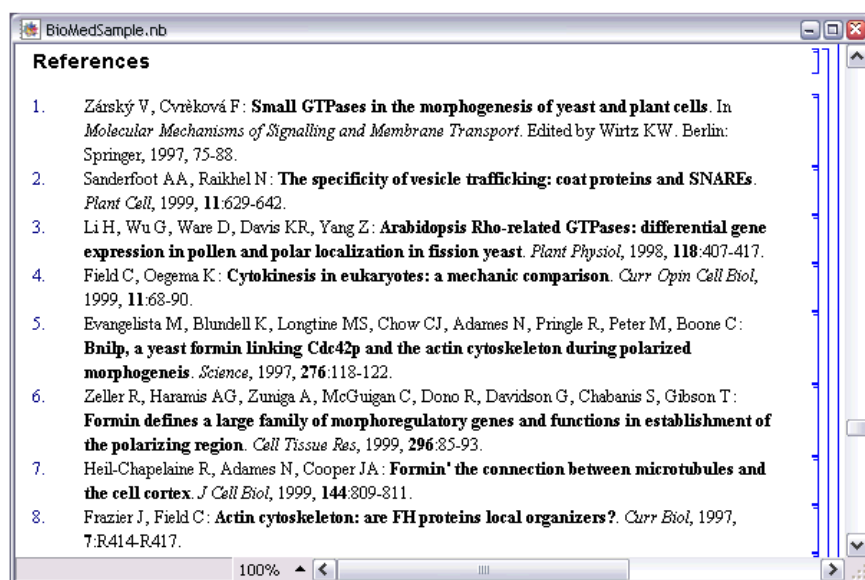 BioMedSample.nb
References
1. Zárský V, Cvrèková F: Small GTPases in the morphogenesis of yeast and plant cells. In
Molecular Mechanisms of Signalling and Membrane Transport. Edited by Wirtz KW. Berlin:
Springer, 1997, 75-88.
2. Sanderfoot AA, Raikhel N: The specificity of vesicle trafficking: coat proteins and SNAREs.
Plant Cell, 1999, 11:629-642.
3. Li H, Wu G, Ware D, Davis KR, Yang Z: Arabidopsis Rho-related GTPases: differential gene
expression in pollen and polar localization in fission yeast. Plant Physiol, 1998, 118:407-417.
4. Field C, Oegema K: Cytokinesis in eukaryotes: a mechanic comparison. Curr Opin Cell Biol,
1999, 11:68-90.
5. Evangelista M, Blundell K, Longtine MS, Chow CJ, Adames N, Pringle R, Peter M, Boone C:
Bnilp, a yeast formin linking Cdc42p and the actin cytoskeleton during polarized
morphogeneis. Science, 1997, 276:118-122.
6. Zeller R, Haramis AG, Zuniga A, McGuigan C, Dono R, Davidson G, Chabanis S, Gibson T:
Formin defines a large family of morphoregulatory genes and functions in establishment of
the polarizing region. Cell Tissue Res, 1999, 296:85-93.
7. Heil-Chapelaine R, Adames N, Cooper JA: Formin' the connection between microtubules and
the cell cortex. J Cell Biol, 1999, 144:809-811.
8. Frazier J, Field C: Actin cytoskeleton: are FH proteins local organizers?. Curr Biol, 1997,
7:R414-R417.
100%